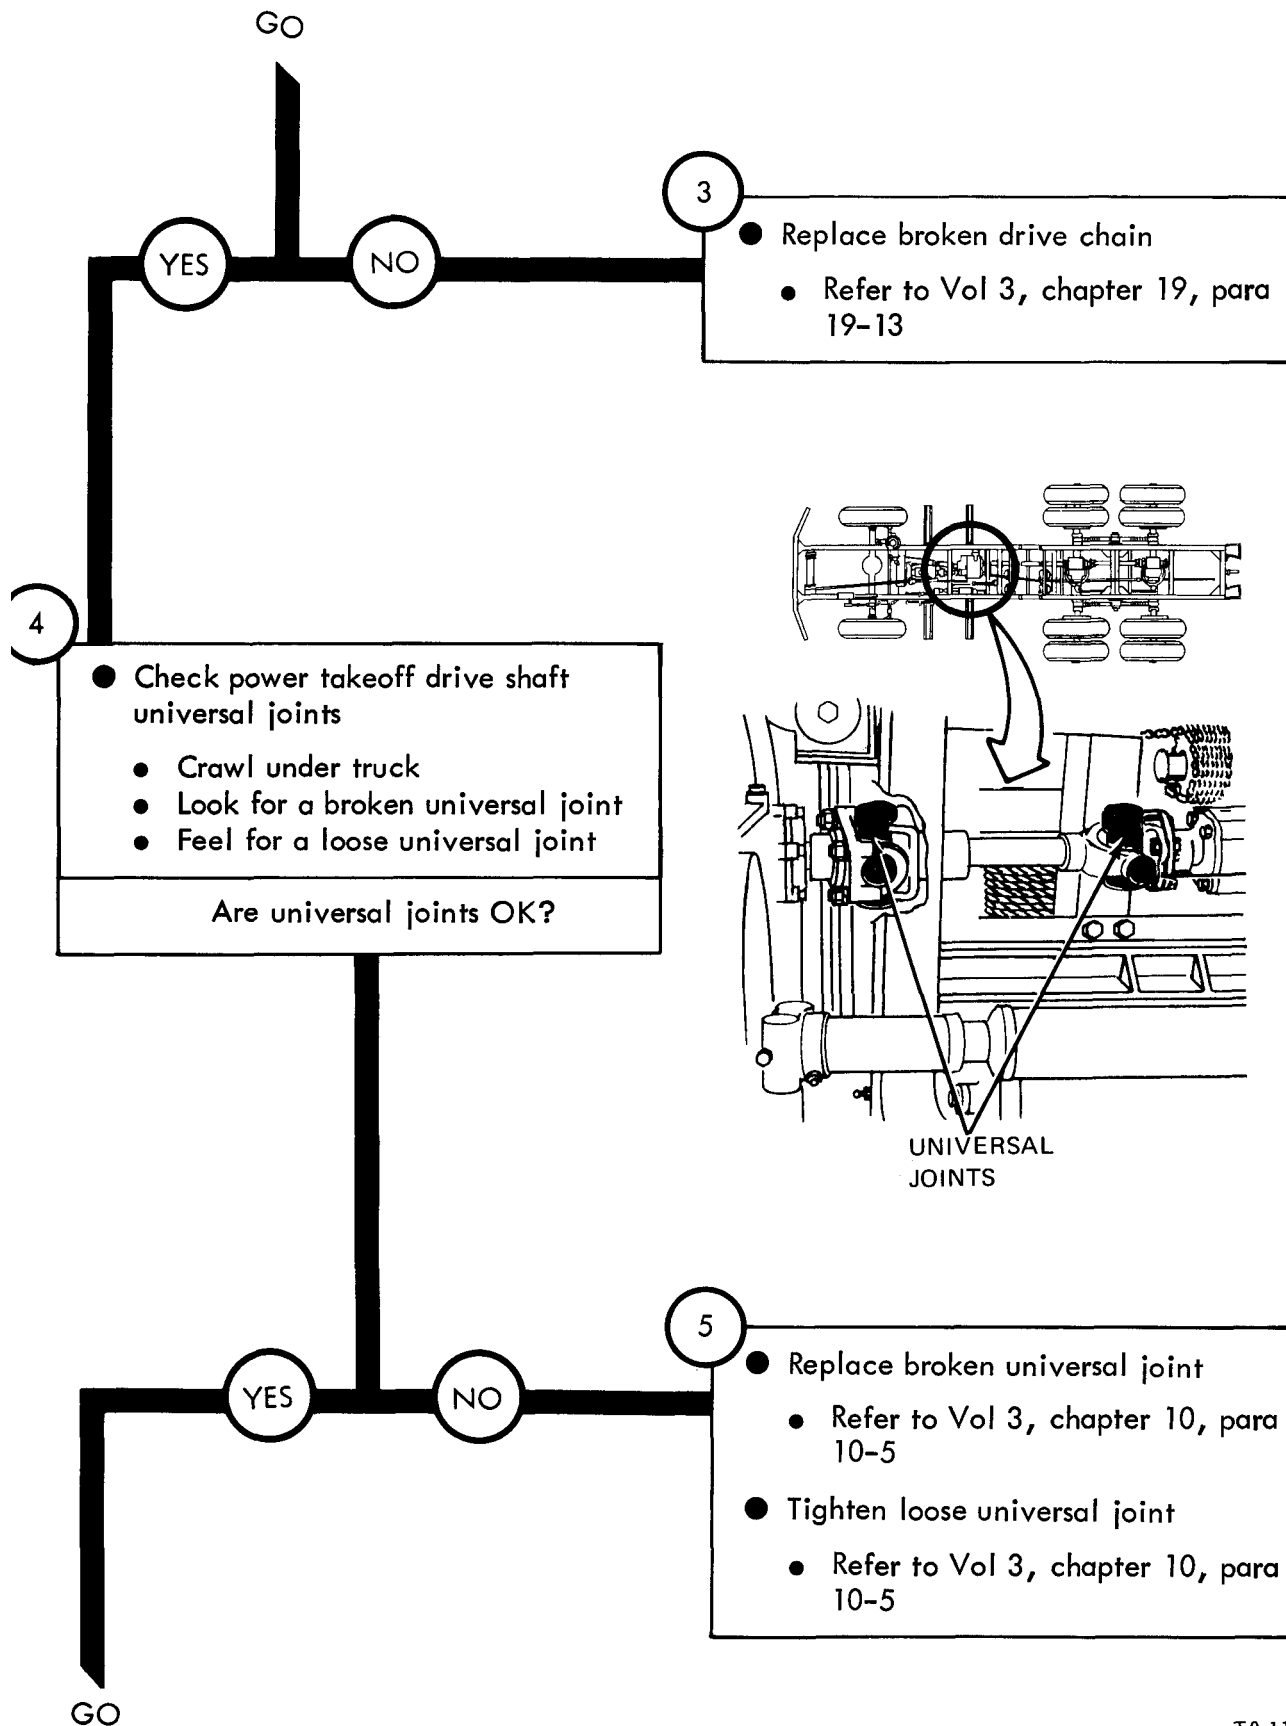 GO
YES
NO
3
● Replace broken drive chain
● Refer to Vol 3, chapter 19, para
19-13
4
● Check power takeoff drive shaft
universal joints
● Crawl under truck
● Look for a broken universal joint
● Feel for a loose universal joint
Are universal joints OK?
UNIVERSAL
JOINTS
YES
NO
5
● Replace broken universal joint
● Refer to Vol 3, chapter 10, para
10-5
● Tighten loose universal joint
● Refer to Vol 3, chapter 10, para
10-5
GO